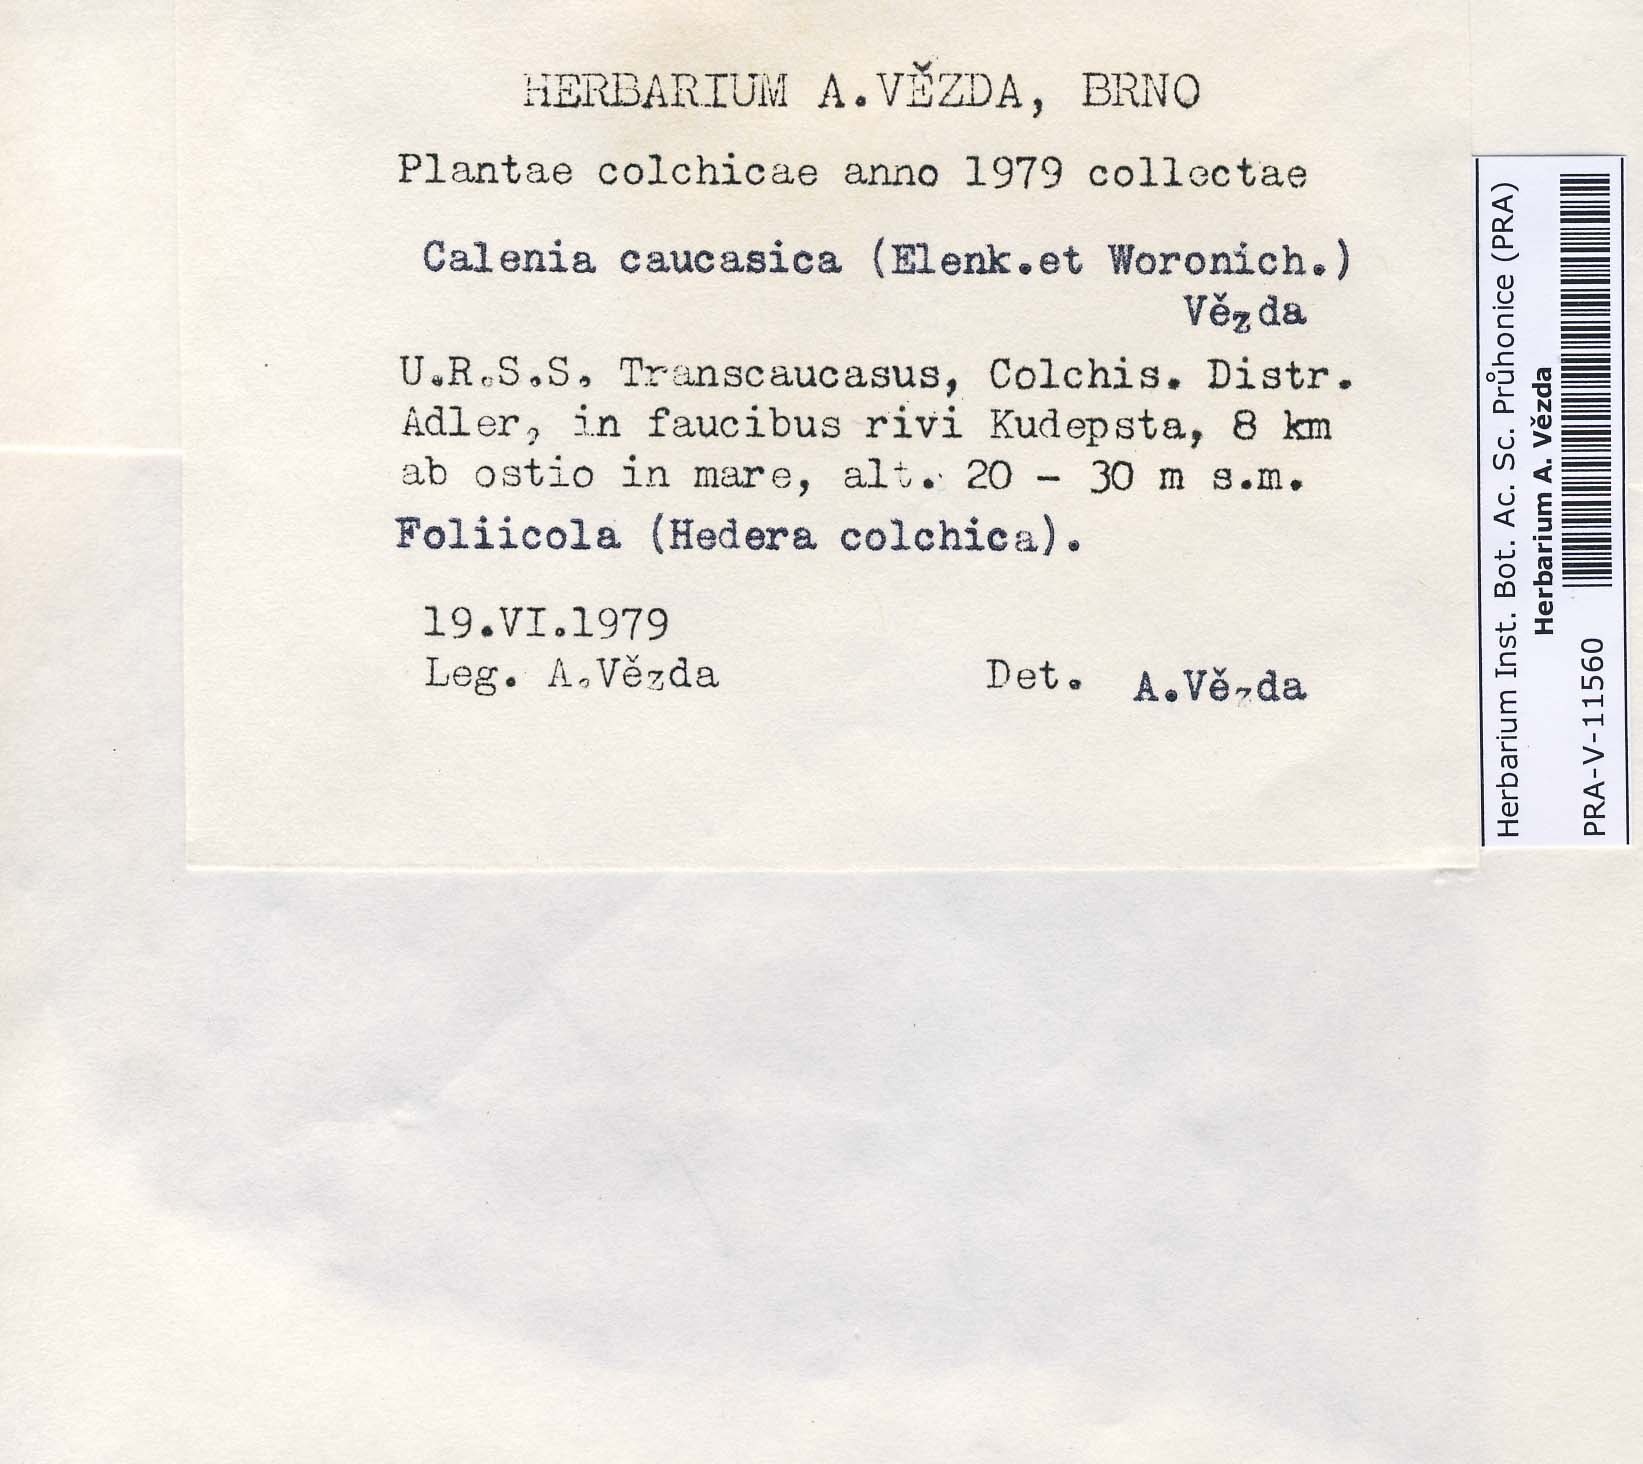 HERBARIUM A.VĚZDA, BRNO
Plantae colchicae anno 1979 collectae
Calenia caucasica (Elenk.et Woronich.)
Vězda
U.R.S.S. Transcaucasus, Colchis. Distr.
Adler, in faucibus rivi Kudepsta, 8 km
ab ostio in mare, alt. 20 - 30 m s.m.
Foliicola (Hedera colchica).
19.VI.1979
Leg. A.Vězda Det. A.Vězda
Herbarium Inst. Bot. Ac. Sc. Průhonice (PRA)
Herbarium A. Vězda
PRA-V-11560